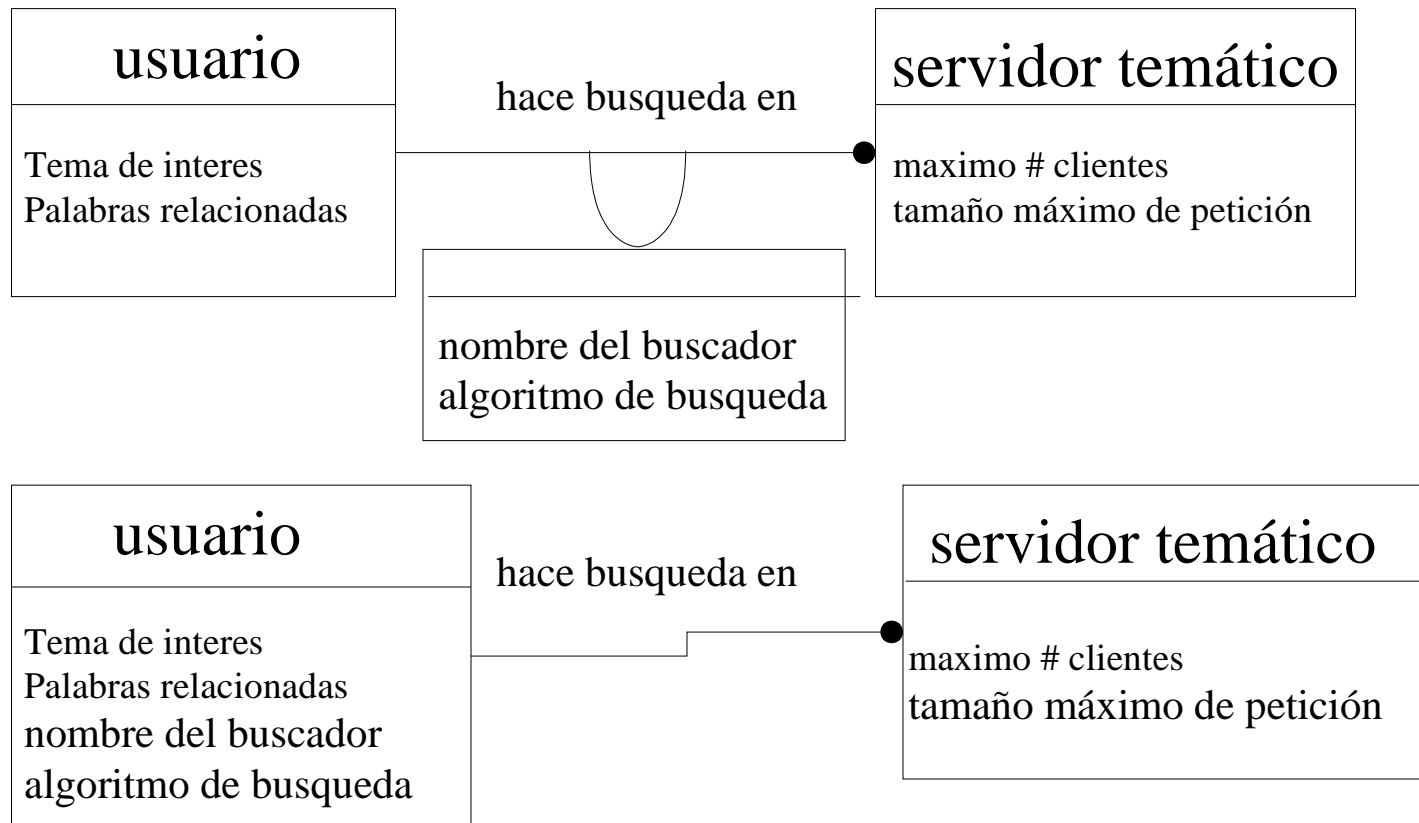 usuario
Tema de interes
Palabras relacionadas
hace busqueda en
servidor temático
maximo # clientes
tamaño máximo de petición
nombre del buscador
algoritmo de busqueda
usuario
Tema de interes
Palabras relacionadas
nombre del buscador
algoritmo de busqueda
hace busqueda en
servidor temático
maximo # clientes
tamaño máximo de petición